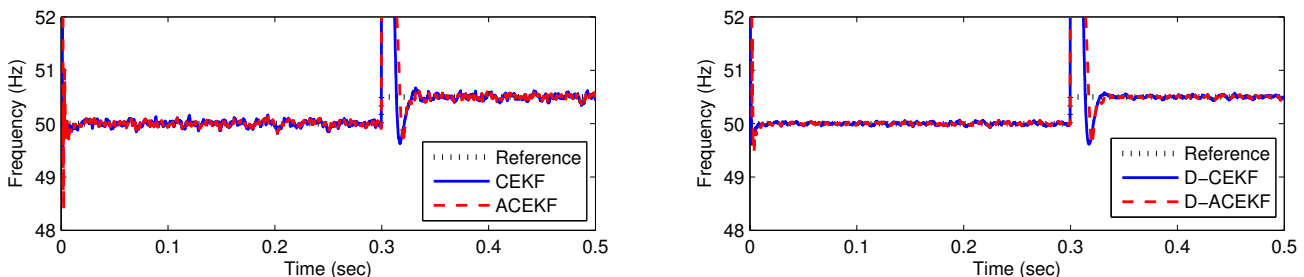 Frequency (Hz)
52
51
50
49
48
0
0.1
0.2
0.3
0.4
0.5
Time (sec)
Reference
CEKF
ACEKF
Frequency (Hz)
52
51
50
49
48
0
0.1
0.2
0.3
0.4
0.5
Time (sec)
Reference
D−CEKF
D−ACEKF